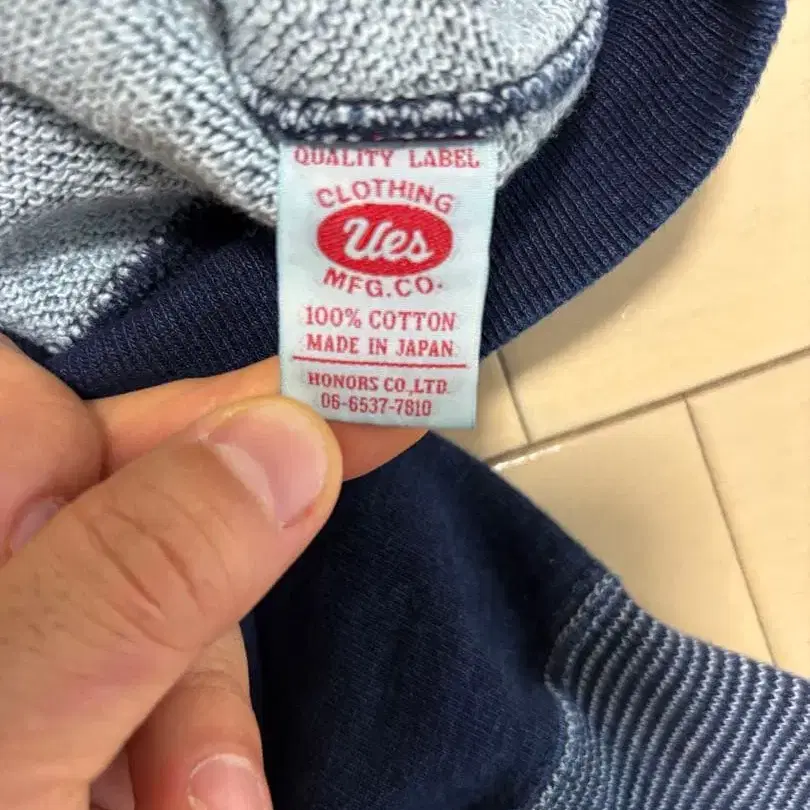 QUALITY LABEL
CLOTHING
Ues
MFG.CO.
100% COTTON
MADE IN JAPAN
HONORS CO.,LTD.
06-6537-7810